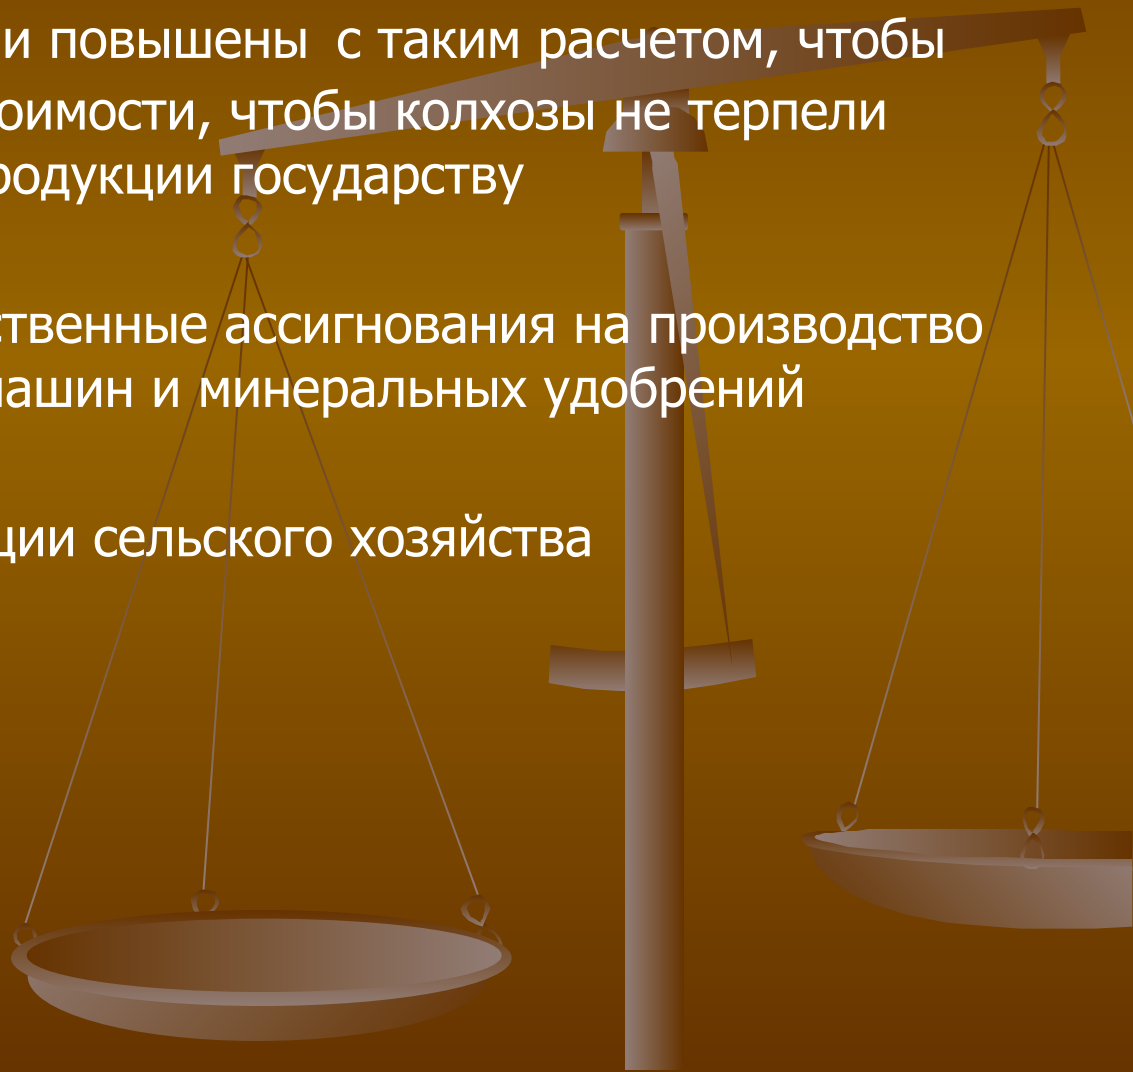 и повышены с таким расчетом, чтобы
оимости, чтобы колхозы не терпели
родукции государству
ственные ассигнования на производство
ашин и минеральных удобрений
ции сельского хозяйства